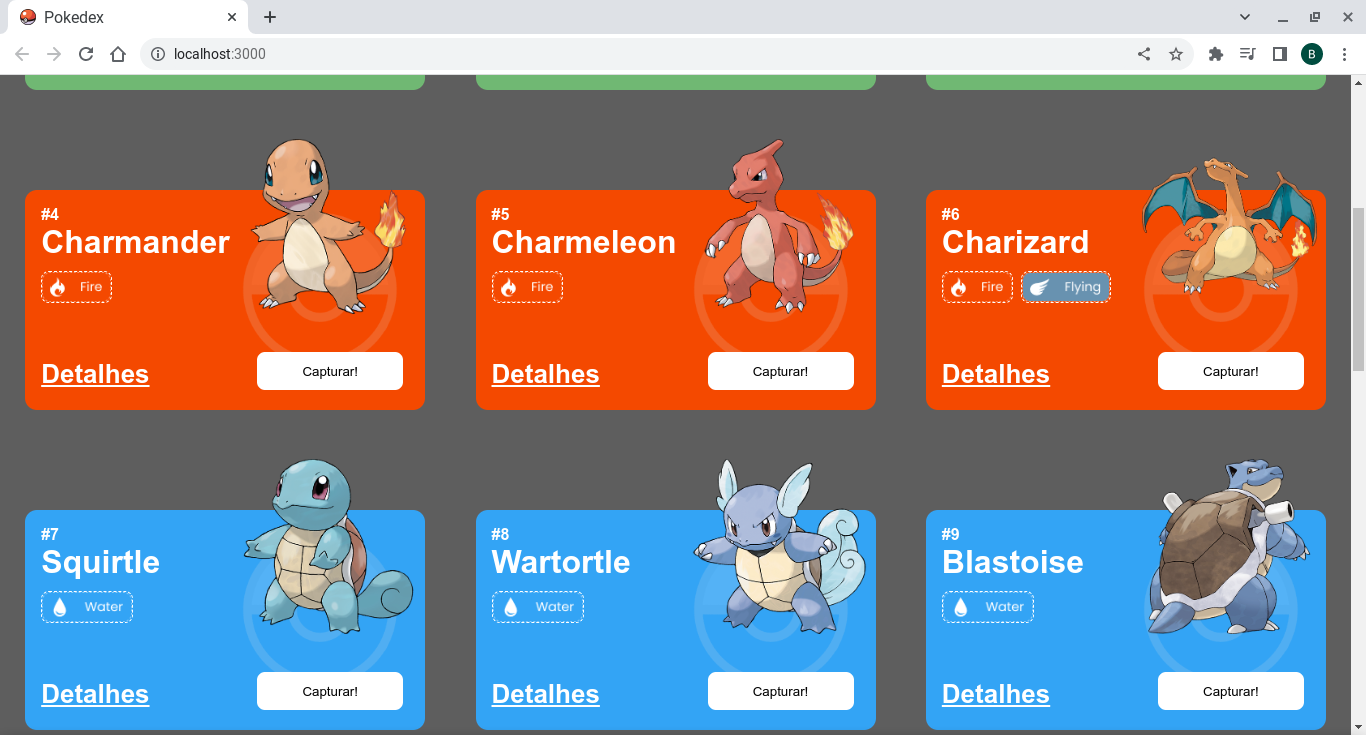 Pokedex
localhost:3000
B
#4
Charmander
Fire
Detalhes
Capturar!
#5
Charmeleon
Fire
Detalhes
Capturar!
#6
Charizard
Fire
Flying
Detalhes
Capturar!
#7
Squirtle
Water
Detalhes
Capturar!
#8
Wartortle
Water
Detalhes
Capturar!
#9
Blastoise
Water
Detalhes
Capturar!